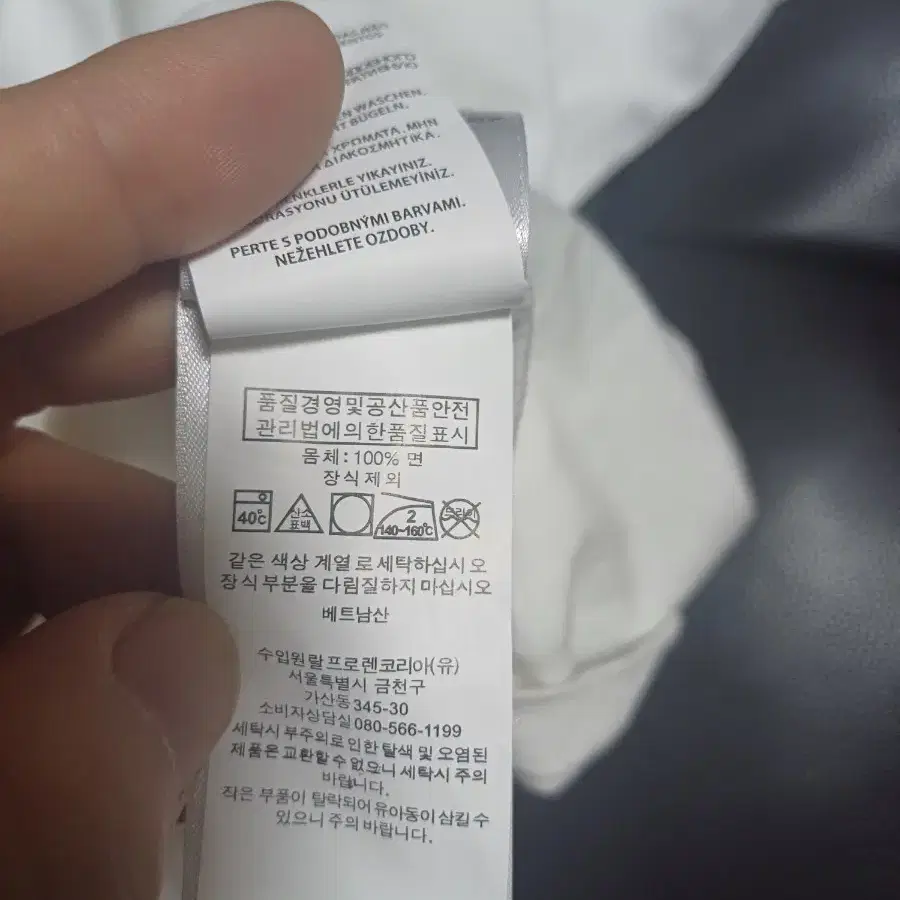 WASCHEN.
BÜGELN.
ΧΡΩΜΑΤΑ. ΜΗΝ
ΔΙΑΚΟΣΜΗΤΙΚΑ.
YIKAYINIZ.
ÜTÜLEMEYİNİZ.
PERTE S PODOBNÝMI BARVAMI.
NEŽEHLETE OZDOBY.
품질경영및공산품안전
관리법에의한품질표시
몸체: 100% 면
장식 제외
40℃ 산소 표백 2 140~160℃ 드라이
같은 색상 계열 로 세탁하십시 오
장 식 부분을 다림질하지 마십시오
베트남산
수입원랄 프로렌코리아(유)
서울특별시 금천구
가산동345-30
소비자상담실080-566-1199
세탁시 부주의로 인한 탈색 및 오염된
제품은 교환할 수 없으니 세탁시 주의
바랍니다.
작은 부품이 탈락되어 유아동이 삼킬 수
있으니 주의 바랍니다.